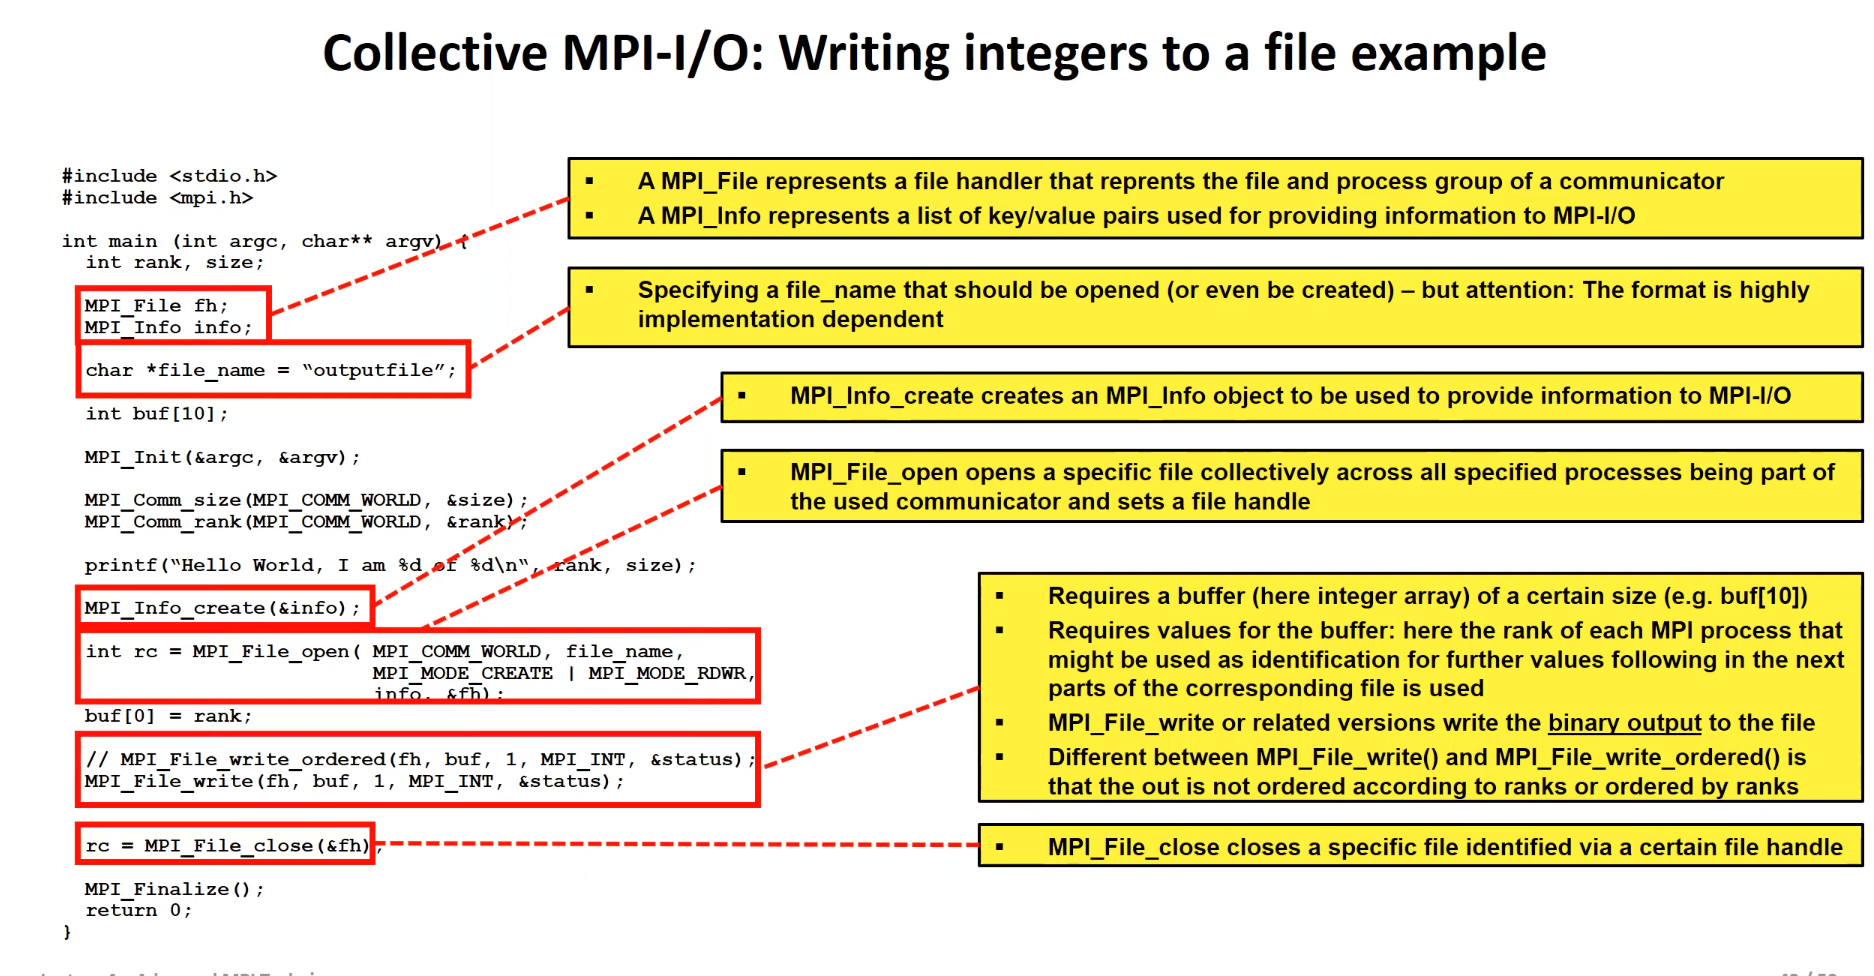 Collective MPI-I/O: Writing integers to a file example
#include <stdio.h>
#include <mpi.h>
int main (int argc, char** argv) {
int rank, size;
MPI_File fh;
MPI_Info info;
char *file_name = “outputfile”;
int buf[10];
MPI_Init(&argc, &argv);
MPI_Comm_size(MPI_COMM_WORLD, &size);
MPI_Comm_rank(MPI_COMM_WORLD, &rank);
printf(“Hello World, I am %d of %d\n“, rank, size);
MPI_Info_create(&info);
int rc = MPI_File_open( MPI_COMM_WORLD, file_name,
MPI_MODE_CREATE | MPI_MODE_RDWR,
info, &fh);
buf[0] = rank;
// MPI_File_write_ordered(fh, buf, 1, MPI_INT, &status);
MPI_File_write(fh, buf, 1, MPI_INT, &status);
rc = MPI_File_close(&fh);
MPI_Finalize();
return 0;
}
▪ A MPI_File represents a file handler that reprents the file and process group of a communicator
▪ A MPI_Info represents a list of key/value pairs used for providing information to MPI-I/O
▪ Specifying a file_name that should be opened (or even be created) – but attention: The format is highly
implementation dependent
▪ MPI_Info_create creates an MPI_Info object to be used to provide information to MPI-I/O
▪ MPI_File_open opens a specific file collectively across all specified processes being part of
the used communicator and sets a file handle
▪ Requires a buffer (here integer array) of a certain size (e.g. buf[10])
▪ Requires values for the buffer: here the rank of each MPI process that
might be used as identification for further values following in the next
parts of the corresponding file is used
▪ MPI_File_write or related versions write the binary output to the file
▪ Different between MPI_File_write() and MPI_File_write_ordered() is
that the out is not ordered according to ranks or ordered by ranks
▪ MPI_File_close closes a specific file identified via a certain file handle